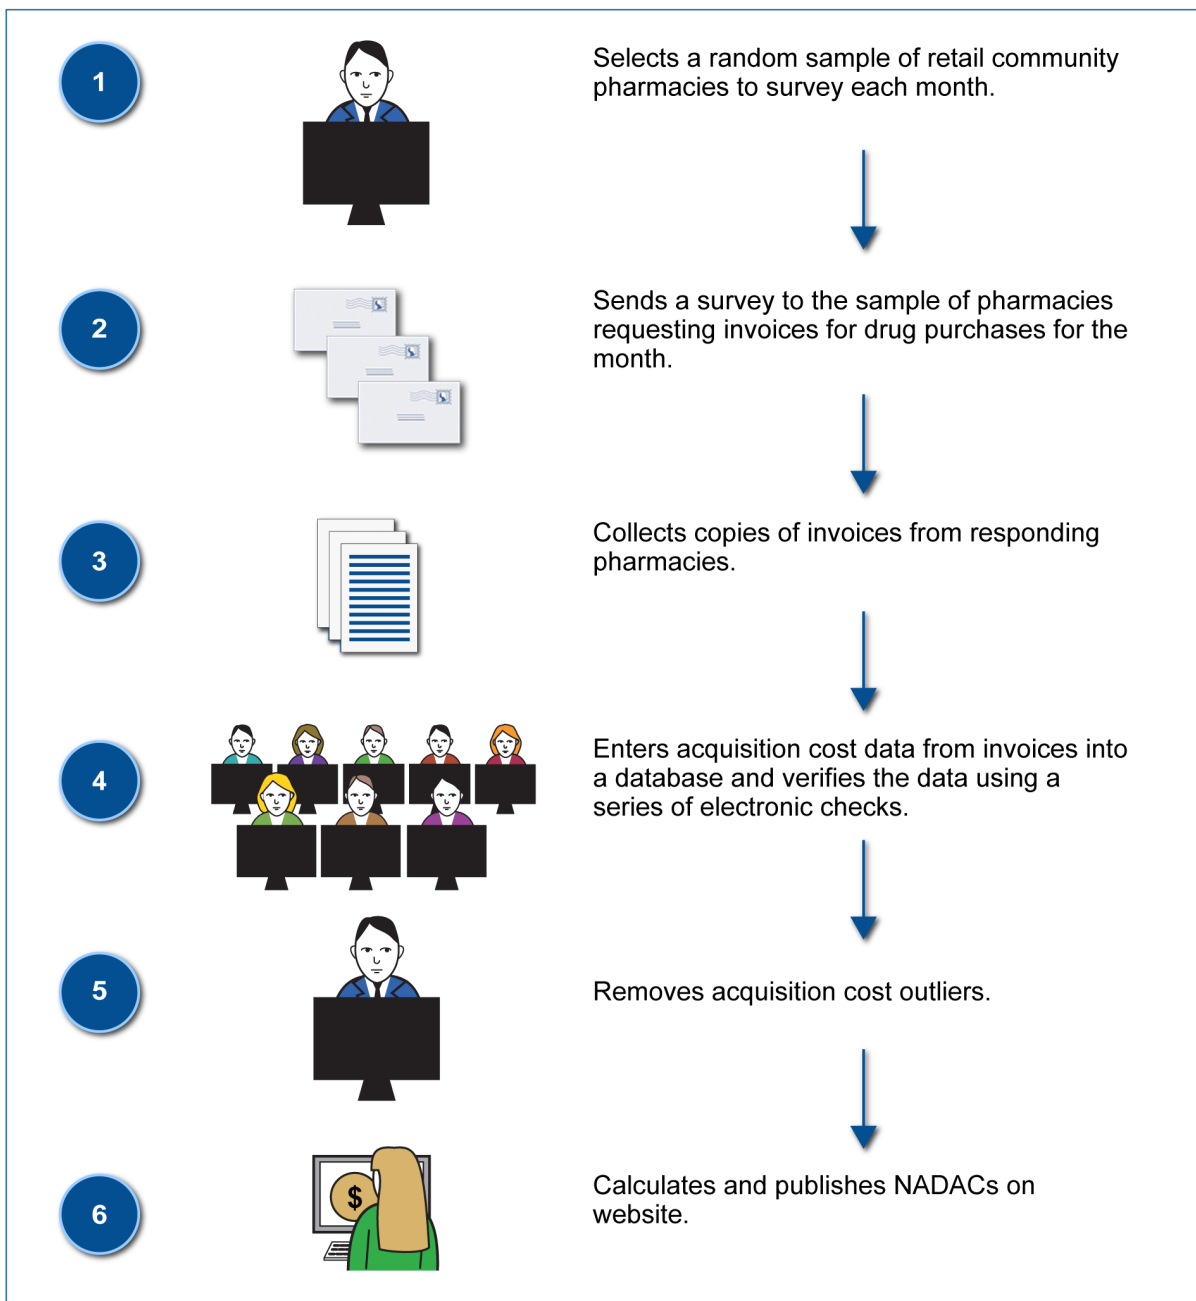 1
Selects a random sample of retail community
pharmacies to survey each month.
2
Sends a survey to the sample of pharmacies
requesting invoices for drug purchases for the
month.
3
Collects copies of invoices from responding
pharmacies.
4
Enters acquisition cost data from invoices into
a database and verifies the data using a
series of electronic checks.
5
Removes acquisition cost outliers.
6
$
Calculates and publishes NADACs on
website.